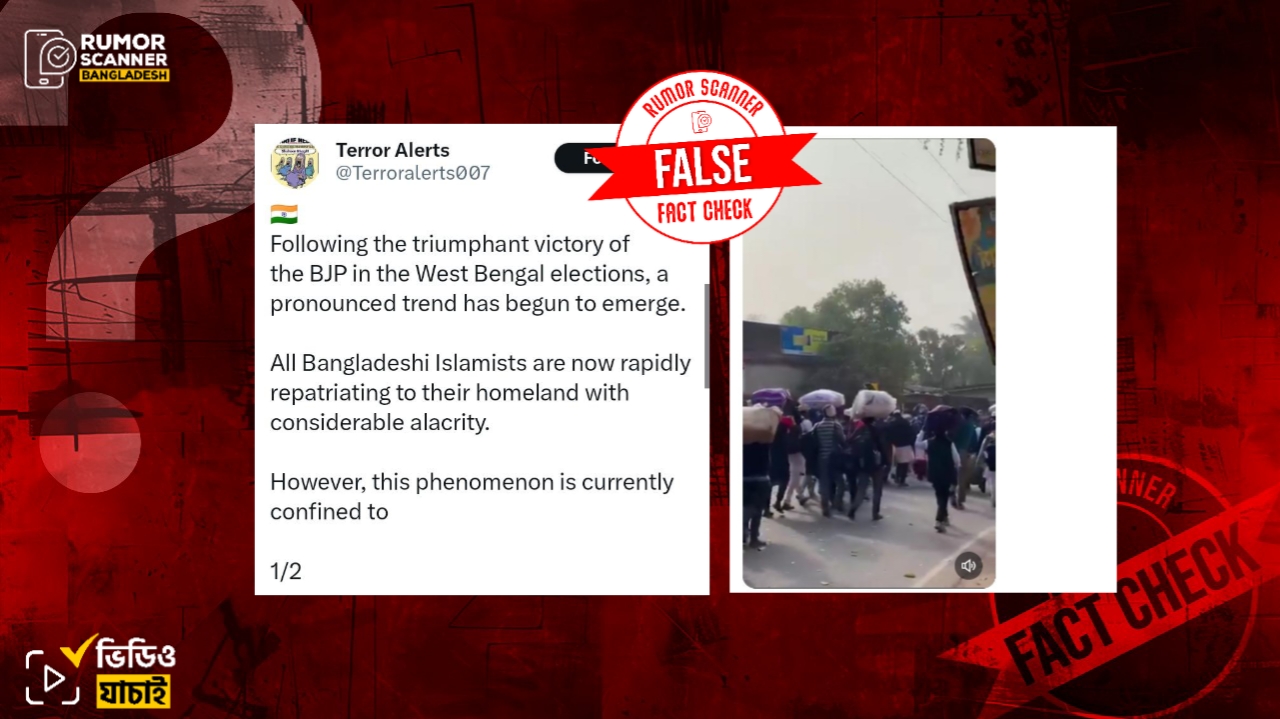 RUMOR
SCANNER
BANGLADESH
Terror Alerts
@Terroralerts007
Fo
RUMOR SCANNER
FALSE
FACT CHECK
🇮🇳
Following the triumphant victory of
the BJP in the West Bengal elections, a
pronounced trend has begun to emerge.
All Bangladeshi Islamists are now rapidly
repatriating to their homeland with
considerable alacrity.
However, this phenomenon is currently
confined to
1/2
NNER
FACT CHECK
ভিডিও
যাচাই